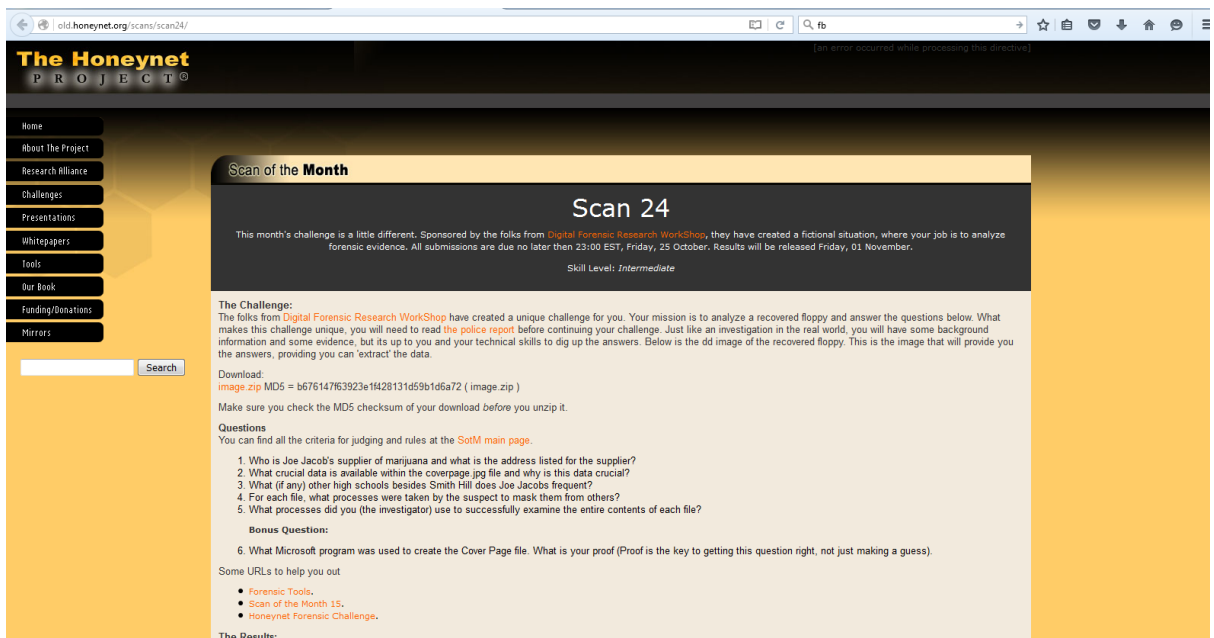 old.honeynet.org/scans/scan24/
fb
[an error occurred while processing this directive]
The Honeynet
PROJECT®
Home
About The Project
Research Alliance
Challenges
Presentations
Whitepapers
Tools
Our Book
Funding/Donations
Mirrors
Search
Scan of the Month
Scan 24
This month's challenge is a little different. Sponsored by the folks from Digital Forensic Research WorkShop, they have created a fictional situation, where your job is to analyze
forensic evidence. All submissions are due no later then 23:00 EST, Friday, 25 October. Results will be released Friday, 01 November.
Skill Level: Intermediate
The Challenge:
The folks from Digital Forensic Research WorkShop have created a unique challenge for you. Your mission is to analyze a recovered floppy and answer the questions below. What
makes this challenge unique, you will need to read the police report before continuing your challenge. Just like an investigation in the real world, you will have some background
information and some evidence, but its up to you and your technical skills to dig up the answers. Below is the dd image of the recovered floppy. This is the image that will provide you
the answers, providing you can 'extract' the data.
Download:
image.zip MD5 = b676147f63923e1f428131d59b1d6a72 ( image.zip )
Make sure you check the MD5 checksum of your download before you unzip it.
Questions
You can find all the criteria for judging and rules at the SotM main page.
1. Who is Joe Jacob's supplier of marijuana and what is the address listed for the supplier?
2. What crucial data is available within the coverpage.jpg file and why is this data crucial?
3. What (if any) other high schools besides Smith Hill does Joe Jacobs frequent?
4. For each file, what processes were taken by the suspect to mask them from others?
5. What processes did you (the investigator) use to successfully examine the entire contents of each file?
Bonus Question:
6. What Microsoft program was used to create the Cover Page file. What is your proof (Proof is the key to getting this question right, not just making a guess).
Some URLs to help you out
• Forensic Tools.
• Scan of the Month 15.
• Honeynet Forensic Challenge.
The Results: